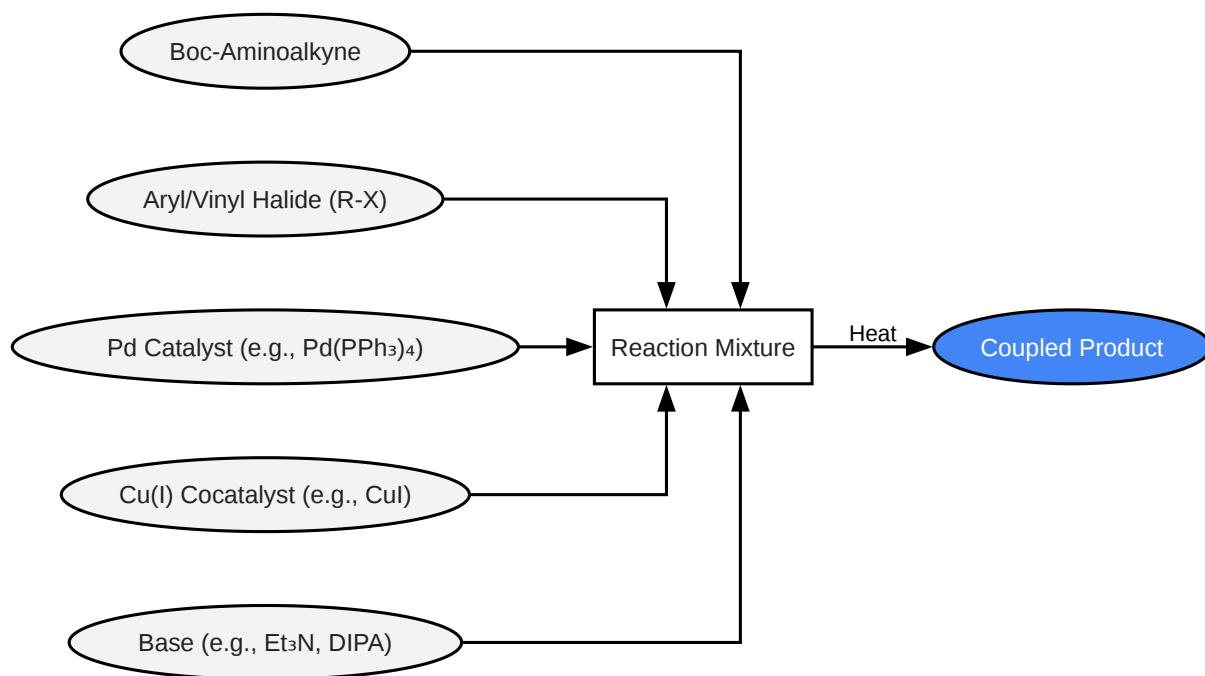 Boc-Aminoalkyne
Aryl/Vinyl Halide (R-X)
Pd Catalyst (e.g., Pd(PPh₃)₄)
Reaction Mixture
Heat
Coupled Product
Cu(I) Cocatalyst (e.g., CuI)
Base (e.g., Et₃N, DIPA)